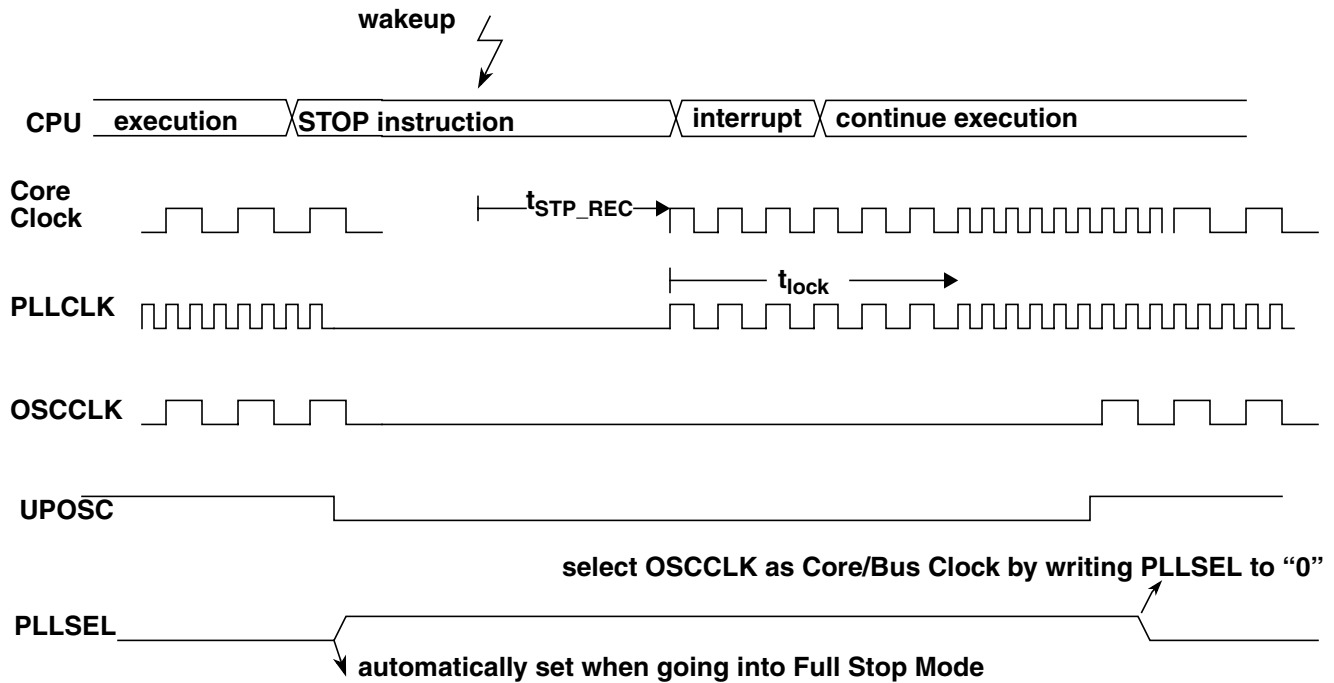 wakeup
CPU execution STOP instruction interrupt continue execution
Core
Clock
tSTP_REC
tlock
PLLCLK
OSCCLK
UPOSC
select OSCCLK as Core/Bus Clock by writing PLLSEL to “0”
PLLSEL
automatically set when going into Full Stop Mode